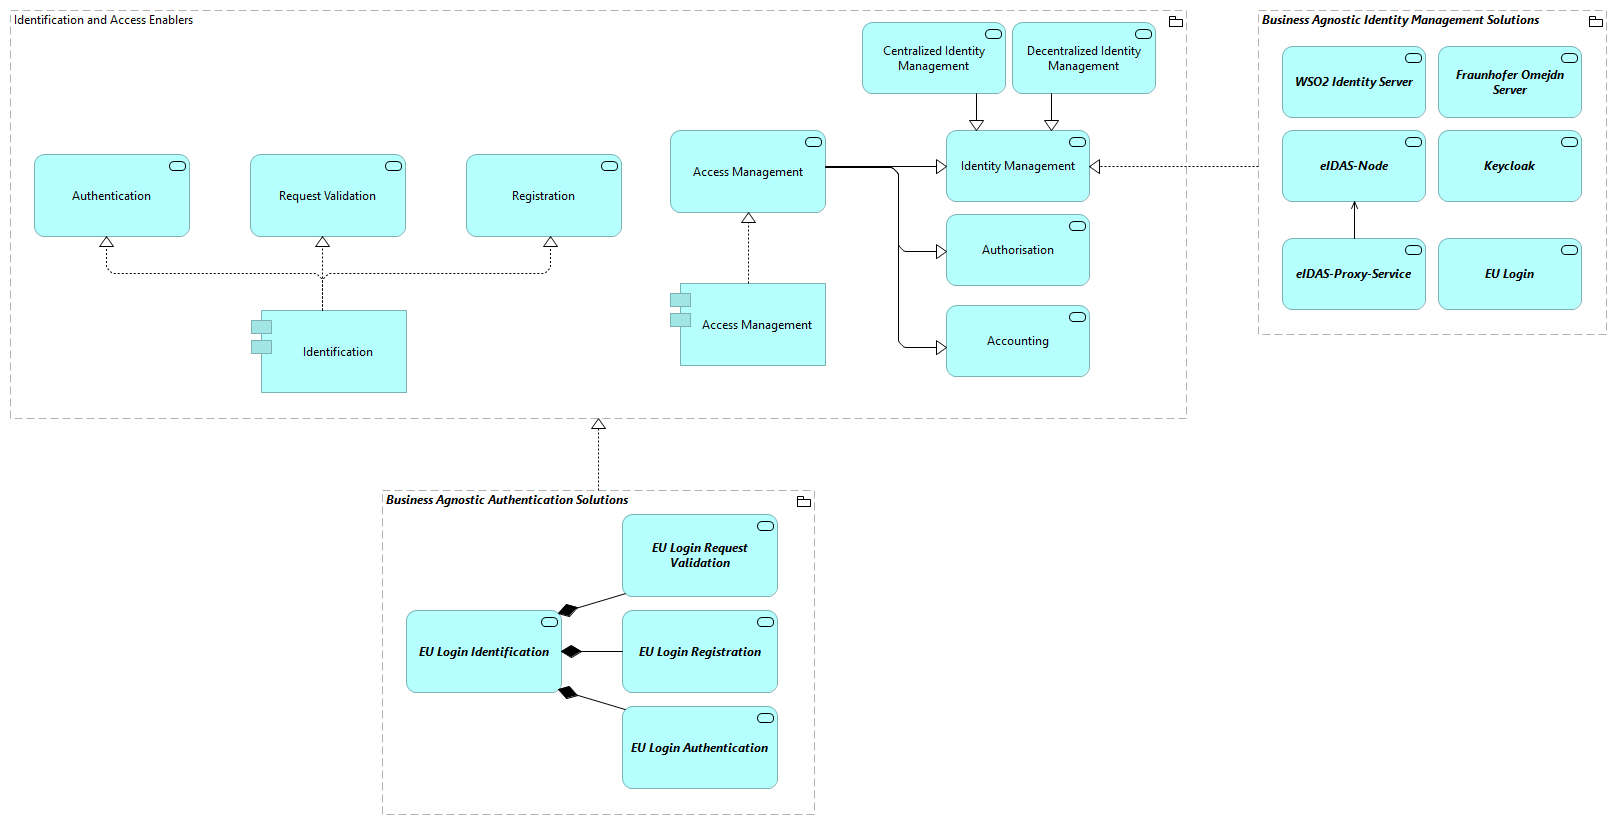 Identification and Access Enablers
Business Agnostic Identity Management Solutions
Centralized Identity
Management
Decentralized Identity
Management
WSO2 Identity Server
Fraunhofer Omejdn
Server
Authentication
Request Validation
Registration
Access Management
Identity Management
eIDAS-Node
Keycloak
Authorisation
eIDAS-Proxy-Service
EU Login
Identification
Access Management
Accounting
Business Agnostic Authentication Solutions
EU Login Request
Validation
EU Login Identification
EU Login Registration
EU Login Authentication